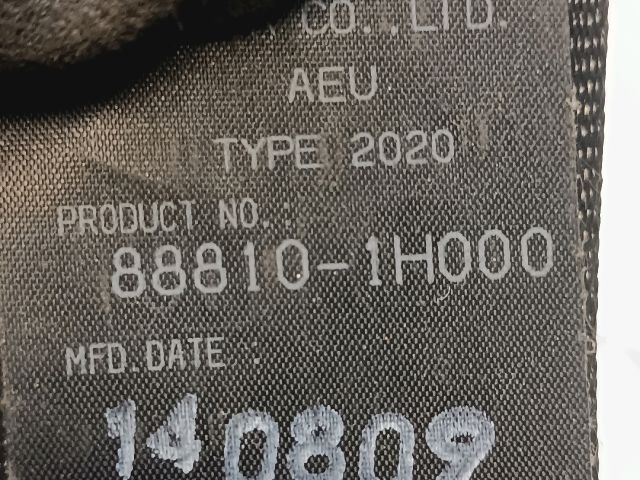 CO.,LTD.
AEU
TYPE 2020
PRODUCT NO.:
88810-1H000
MFD.DATE :
140809